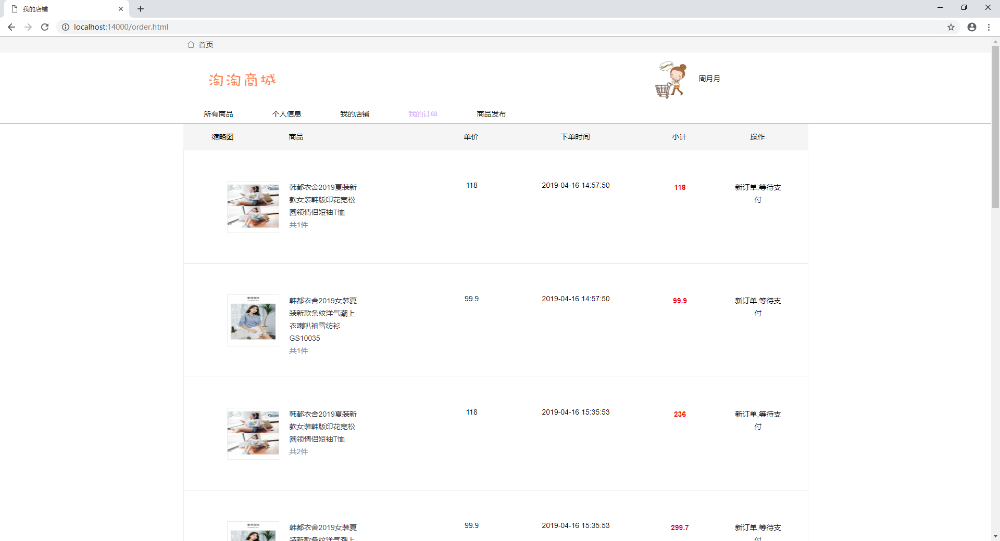 我的店铺
localhost:14000/order.html
首页
淘淘商城
周月月
所有商品 个人信息 我的店铺 我的订单 商品发布
缩略图 商品 单价 下单时间 小计 操作
韩都衣舍2019夏装新
款女装韩版印花宽松
圆领情侣短袖T恤
共1件
118
2019-04-16 14:57:50
118
新订单,等待支
付
韩都衣舍2019女装夏
装新款条纹洋气潮上
衣喇叭袖雪纺衫
GS10035
共1件
99.9
2019-04-16 14:57:50
99.9
新订单,等待支
付
韩都衣舍2019夏装新
款女装韩版印花宽松
圆领情侣短袖T恤
共2件
118
2019-04-16 15:35:53
236
新订单,等待支
付
韩都衣舍2019女装夏
装新款条纹洋气潮上
99.9
2019-04-16 15:35:53
299.7
新订单,等待支
付